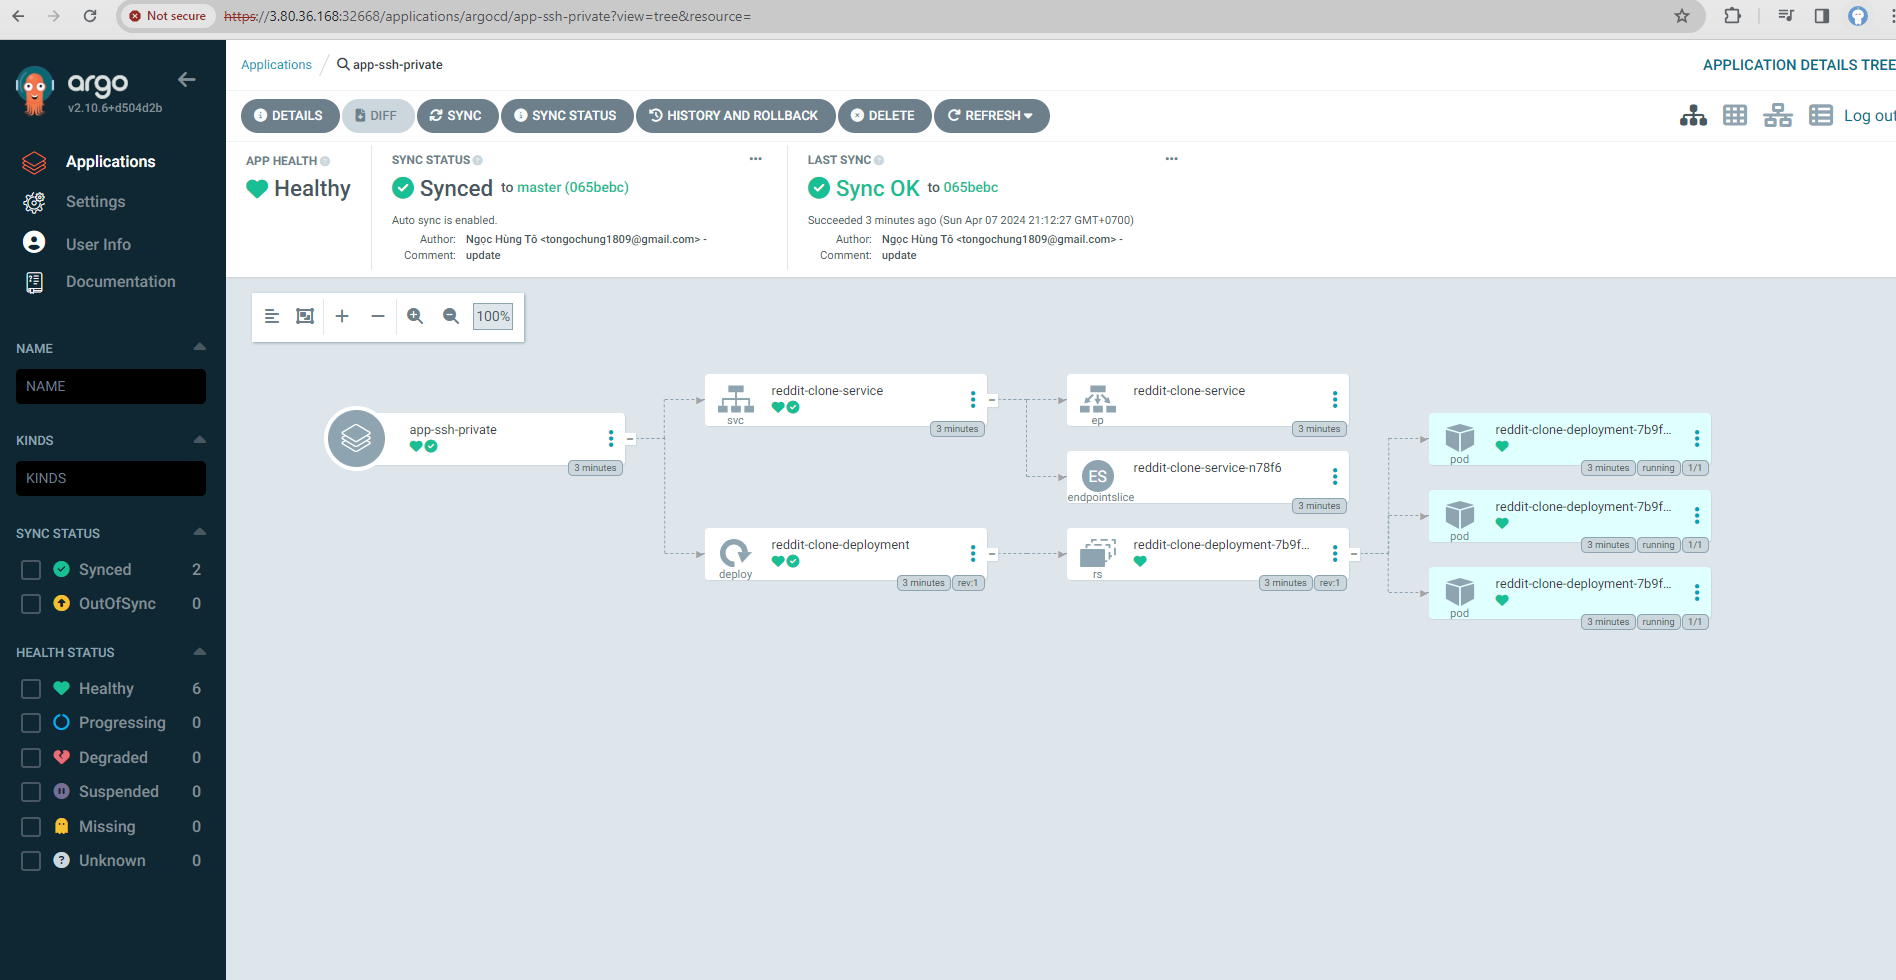 Not secure
https://3.80.36.168:32668/applications/argocd/app-ssh-private?view=tree&resource=
argo
v2.10.6+d504d2b
Applications
Settings
User Info
Documentation
NAME
NAME
KINDS
KINDS
SYNC STATUS
Synced 2
OutOfSync 0
HEALTH STATUS
Healthy 6
Progressing 0
Degraded 0
Suspended 0
Missing 0
Unknown 0
Applications / app-ssh-private
APPLICATION DETAILS TREE
DETAILS DIFF SYNC SYNC STATUS HISTORY AND ROLLBACK DELETE REFRESH
Log out
APP HEALTH
Healthy
SYNC STATUS
Synced to master (065bebc)
Auto sync is enabled.
Author: Ngọc Hùng Tô <tongochung1809@gmail.com> -
Comment: update
LAST SYNC
Sync OK to 065bebc
Succeeded 3 minutes ago (Sun Apr 07 2024 21:12:27 GMT+0700)
Author: Ngọc Hùng Tô <tongochung1809@gmail.com> -
Comment: update
100%
app-ssh-private
3 minutes
reddit-clone-service
svc
3 minutes
reddit-clone-deployment
deploy
3 minutes rev:1
reddit-clone-service
ep
3 minutes
ES
reddit-clone-service-n78f6
endpointslice
3 minutes
reddit-clone-deployment-7b9f...
rs
3 minutes rev:1
reddit-clone-deployment-7b9f...
pod
3 minutes running 1/1
reddit-clone-deployment-7b9f...
pod
3 minutes running 1/1
reddit-clone-deployment-7b9f...
pod
3 minutes running 1/1